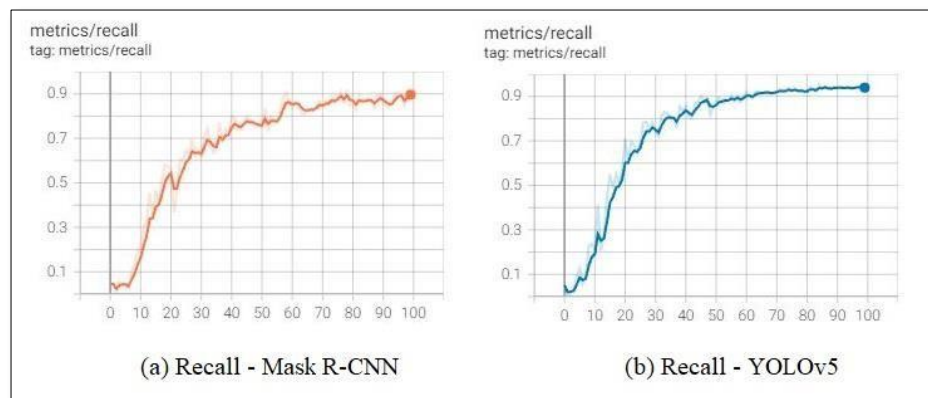 metrics/recall
tag: metrics/recall
0.9
0.7
0.5
0.3
0.1
0 10 20 30 40 50 60 70 80 90 100
(a) Recall - Mask R-CNN
metrics/recall
tag: metrics/recall
0.9
0.7
0.5
0.3
0.1
0 10 20 30 40 50 60 70 80 90 100
(b) Recall - YOLOv5